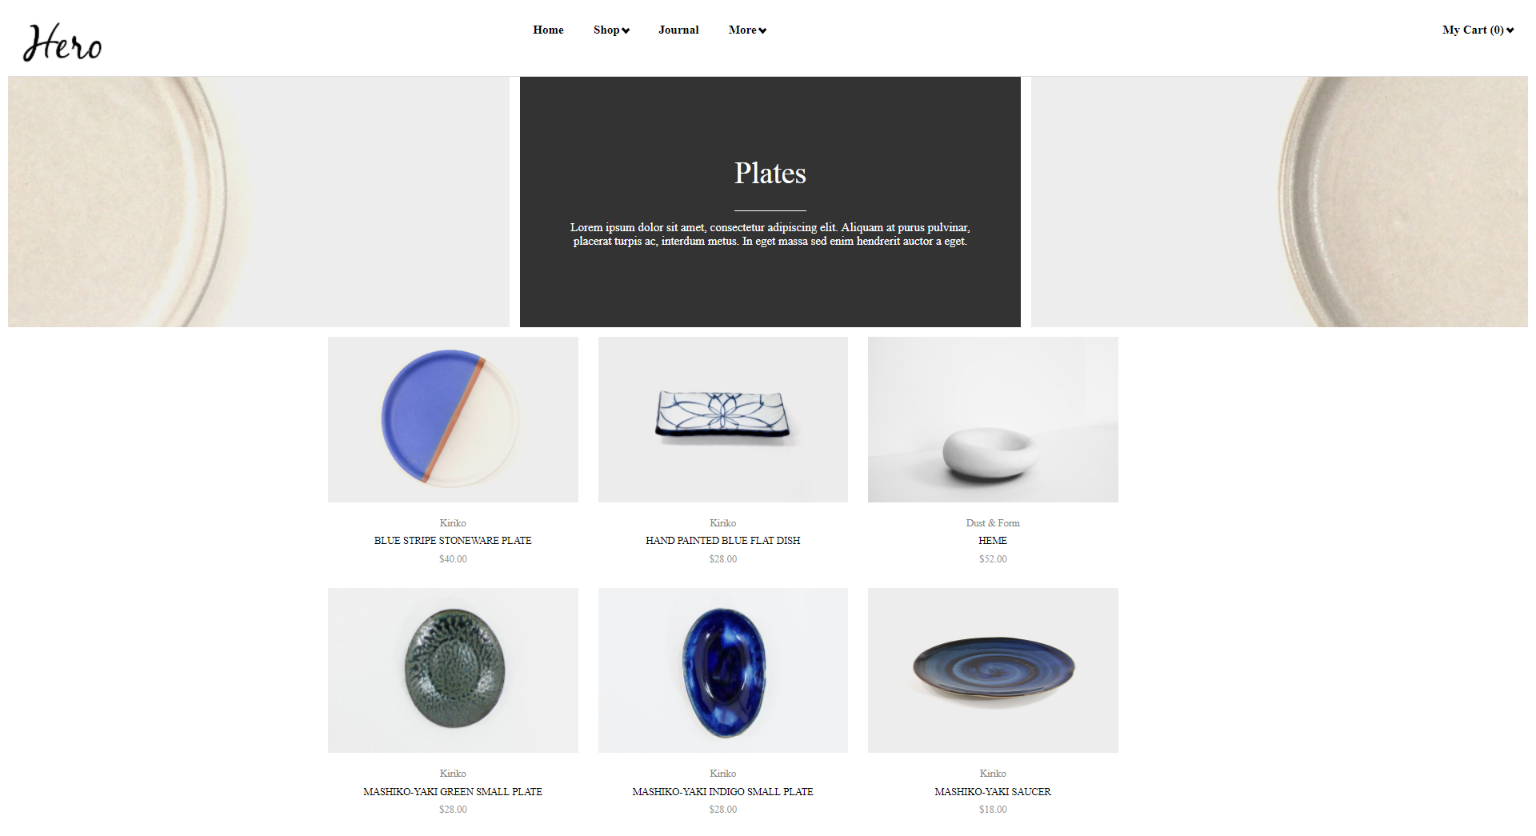 Hero
Home Shop Journal More My Cart (0)
Plates
Lorem ipsum dolor sit amet, consectetur adipiscing elit. Aliquam at purus pulvinar,
placerat turpis ac, interdum metus. In eget massa sed enim hendrerit auctor a eget.
Kiriko Kiriko Dust & Form
BLUE STRIPE STONEWARE PLATE HAND PAINTED BLUE FLAT DISH HEME
$40.00 $28.00 $52.00
Kiriko Kiriko Kiriko
MASHIKO-YAKI GREEN SMALL PLATE MASHIKO-YAKI INDIGO SMALL PLATE MASHIKO-YAKI SAUCER
$28.00 $28.00 $18.00